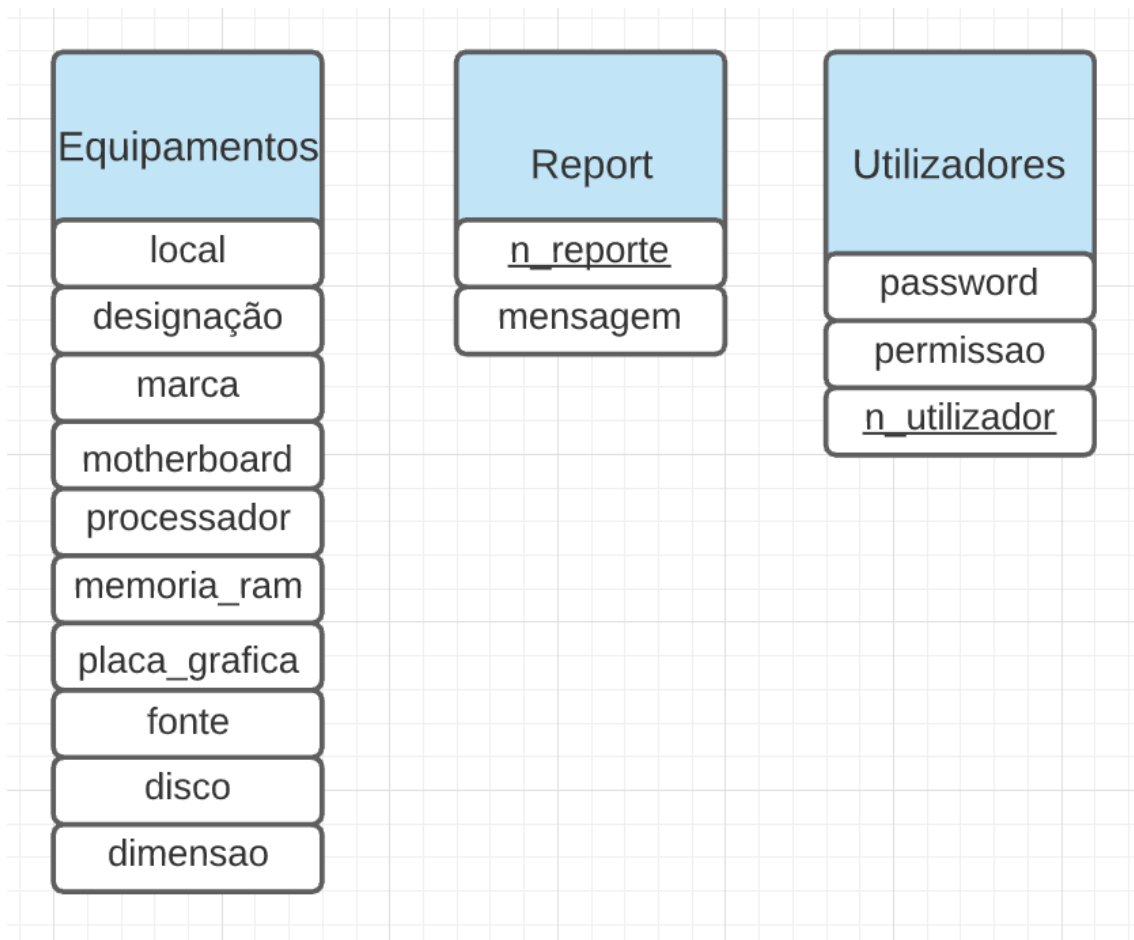 Equipamentos
local
designação
marca
motherboard
processador
memoria_ram
placa_grafica
fonte
disco
dimensao
Report
n_reporte
mensagem
Utilizadores
password
permissao
n_utilizador